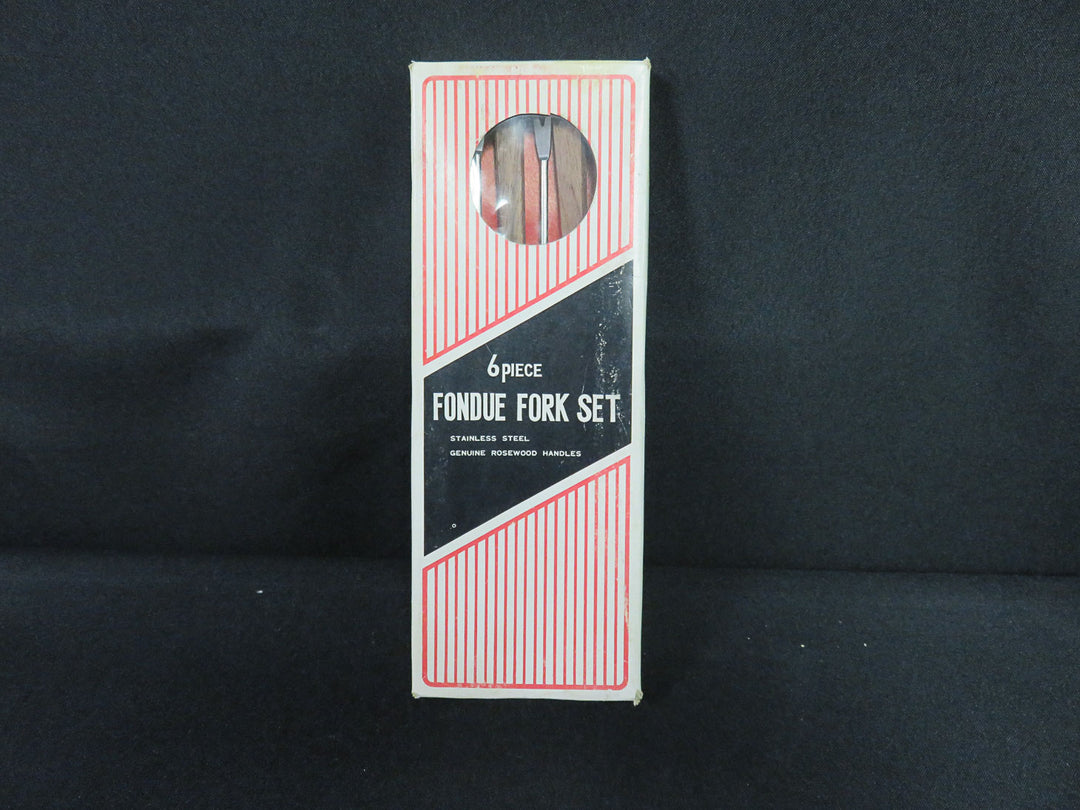 6 PIECE
FONDUE FORK SET
STAINLESS STEEL
GENUINE ROSEWOOD HANDLES